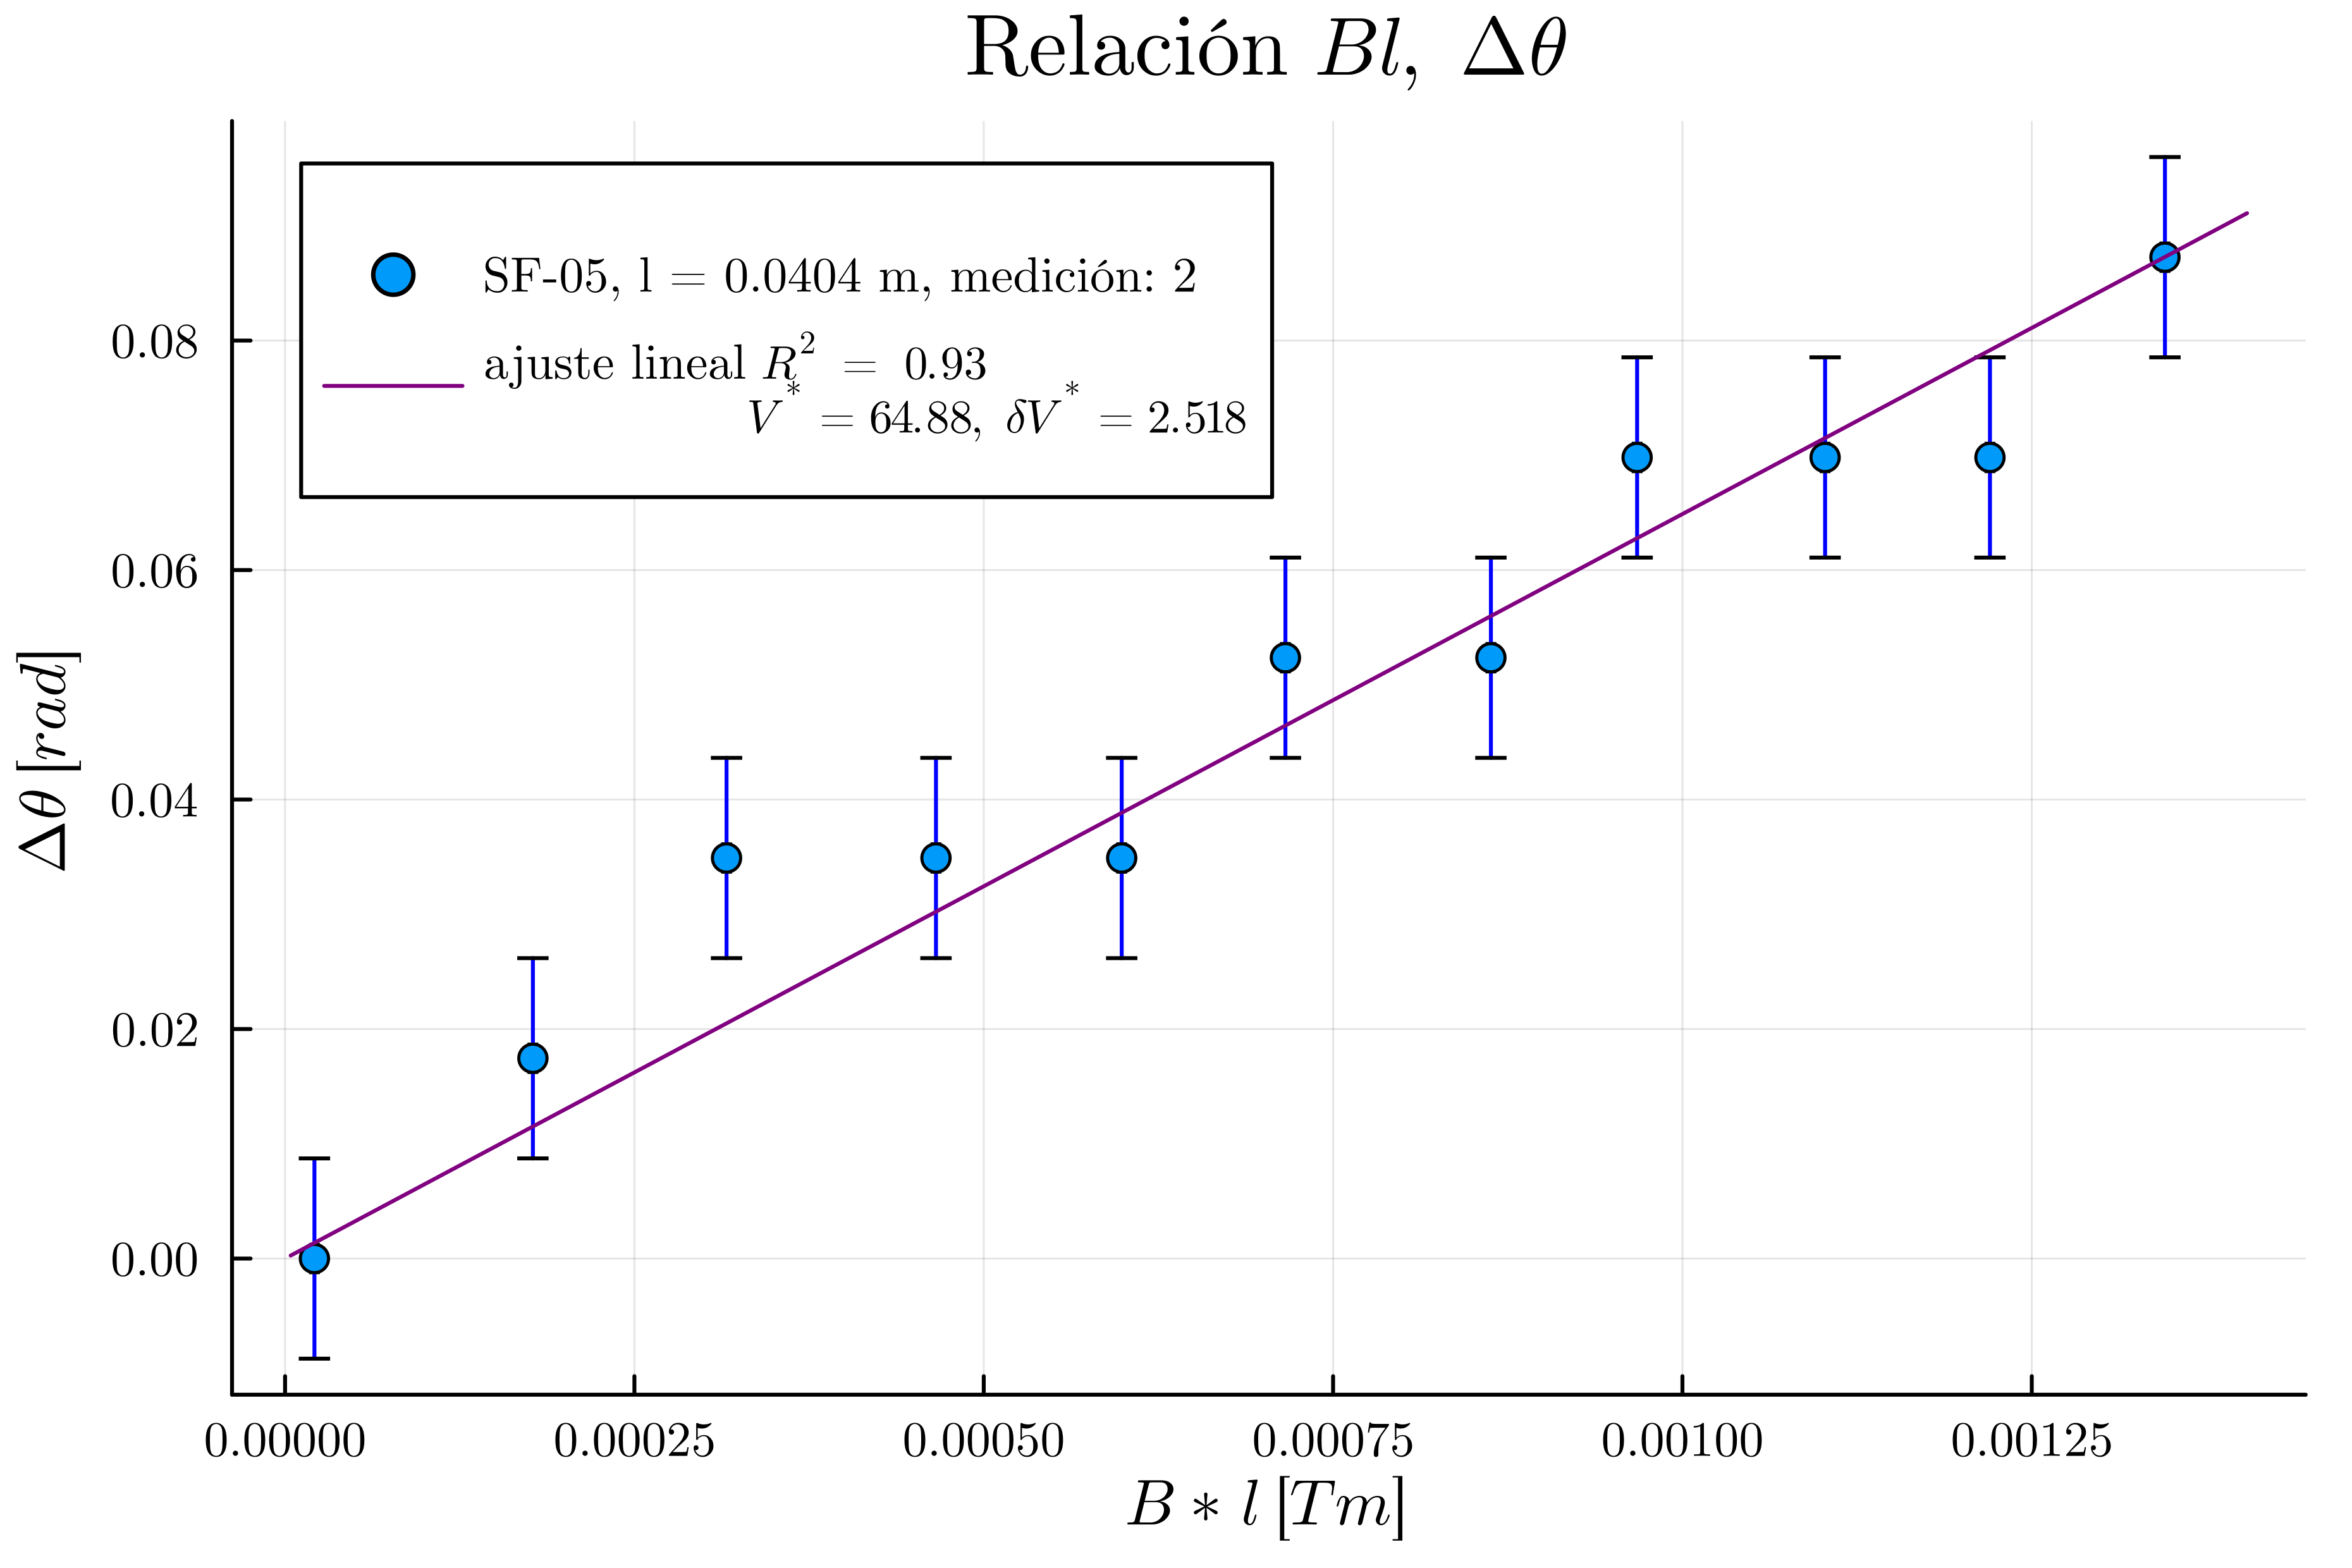 Relación Bl, Δθ
SF-05, l = 0.0404 m, medición: 2
ajuste lineal R² = 0.93
V* = 64.88, δV* = 2.518
Δθ [rad]
0.08
0.06
0.04
0.02
0.00
0.00000 0.00025 0.00050 0.00075 0.00100 0.00125
B * l [Tm]